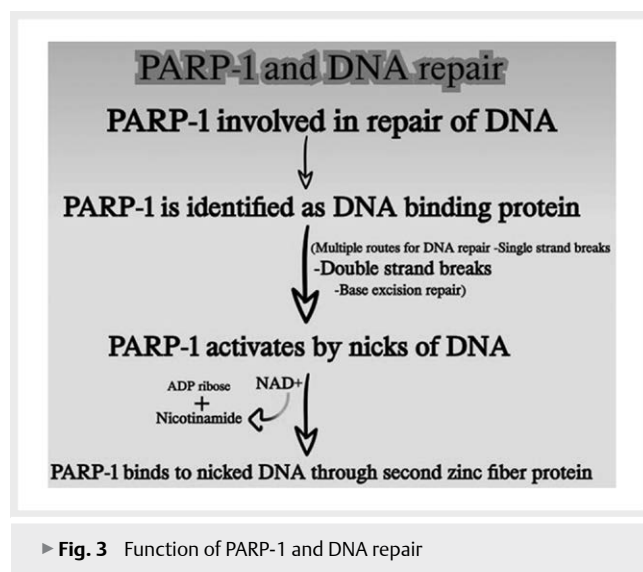 PARP-1 and DNA repair
PARP-1 involved in repair of DNA
PARP-1 is identified as DNA binding protein
(Multiple routes for DNA repair -Single strand breaks
-Double strand breaks
-Base excision repair)
PARP-1 activates by nicks of DNA
ADP ribose
+
Nicotinamide
NAD+
PARP-1 binds to nicked DNA through second zinc fiber protein
▶ Fig. 3 Function of PARP-1 and DNA repair